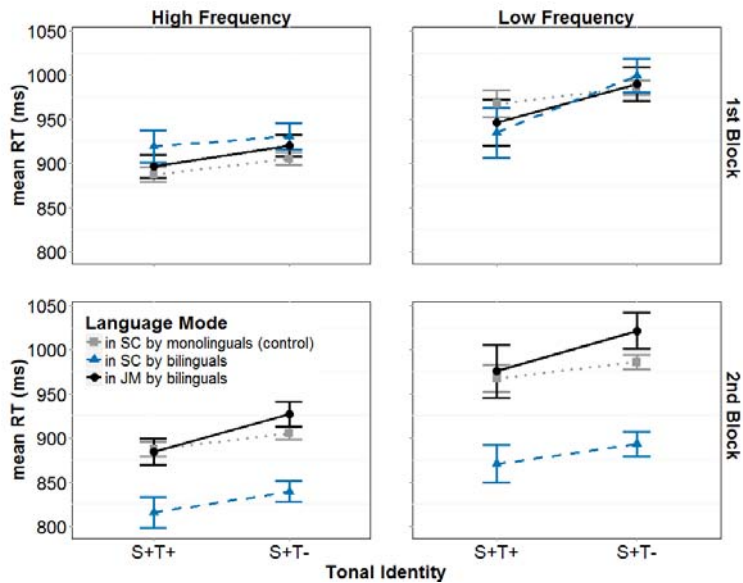 High Frequency
Low Frequency
1050
1000
950
900
850
800
mean RT (ms)
1st Block
1050
1000
950
900
850
800
mean RT (ms)
Language Mode
in SC by monolinguals (control)
in SC by bilinguals
in JM by bilinguals
2nd Block
S+T+
S+T-
S+T+
S+T-
Tonal Identity